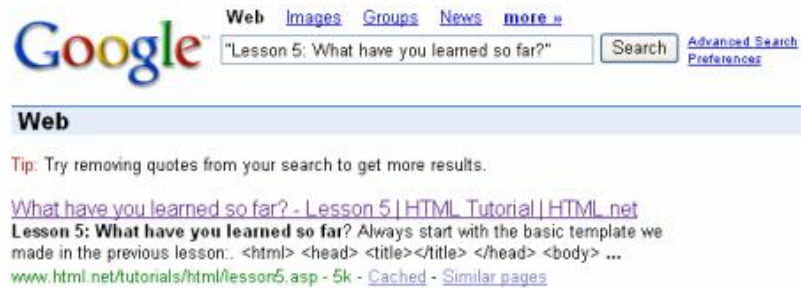 Web Images Groups News more »
Google™ "Lesson 5: What have you learned so far?" Search Advanced Search
Preferences
Web
Tip: Try removing quotes from your search to get more results.
What have you learned so far? - Lesson 5 | HTML Tutorial | HTML.net
Lesson 5: What have you learned so far? Always start with the basic template we
made in the previous lesson:. <html> <head> <title></title> </head> <body> ...
www.html.net/tutorials/html/lesson5.asp - 5k - Cached - Similar pages